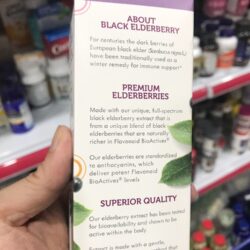 ABOUT
BLACK ELDERBERRY
For centuries the dark berries of
European black elder (Sambucus nigra L.)
have been traditionally used as a
winter remedy for immune support*
PREMIUM
ELDERBERRIES
Made with our unique, full-spectrum
black elderberry extract that is
from a unique blend of black
elderberries that are naturally
rich in Flavonoid BioActives®
Our elderberries are standardized
to anthocyanins, which
deliver potent Flavonoid
BioActives® levels
SUPERIOR QUALITY
Our elderberry extract has been tested
for bioavailability and shown to be
active within the body
Extract is made with a gentle,